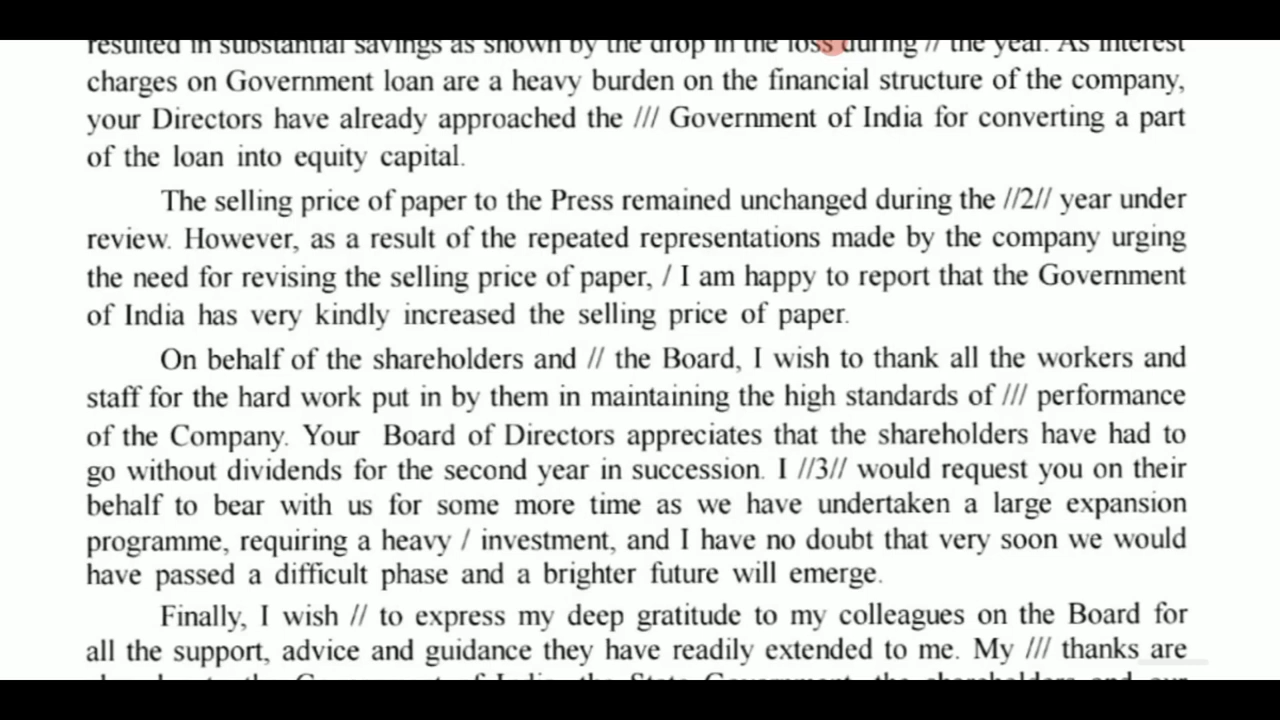 resulted in substantial savings as shown by the drop in the loss during // the year. As interest
charges on Government loan are a heavy burden on the financial structure of the company,
your Directors have already approached the /// Government of India for converting a part
of the loan into equity capital.
The selling price of paper to the Press remained unchanged during the //2// year under
review. However, as a result of the repeated representations made by the company urging
the need for revising the selling price of paper, / I am happy to report that the Government
of India has very kindly increased the selling price of paper.
On behalf of the shareholders and // the Board, I wish to thank all the workers and
staff for the hard work put in by them in maintaining the high standards of /// performance
of the Company. Your Board of Directors appreciates that the shareholders have had to
go without dividends for the second year in succession. I //3// would request you on their
behalf to bear with us for some more time as we have undertaken a large expansion
programme, requiring a heavy / investment, and I have no doubt that very soon we would
have passed a difficult phase and a brighter future will emerge.
Finally, I wish // to express my deep gratitude to my colleagues on the Board for
all the support, advice and guidance they have readily extended to me. My /// thanks are
Government of India, the State Government, the shareholders and our